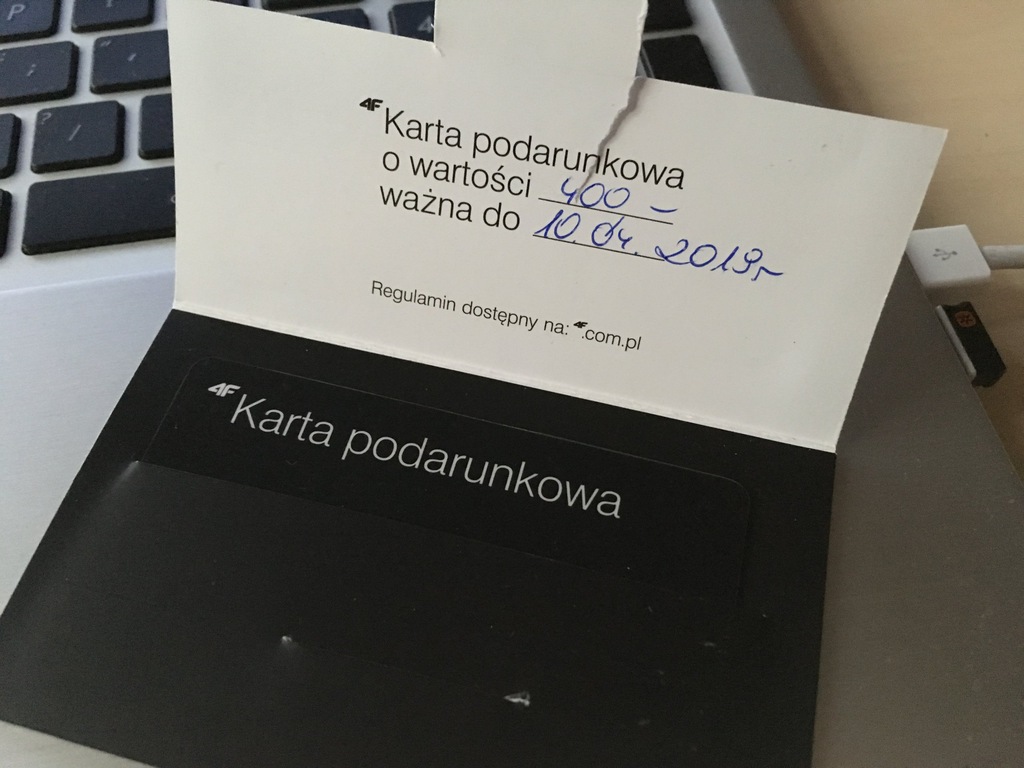 P
:
;
"
'
?
/
4F
Karta podarunkowa
o wartości 400 –
ważna do 10.04.2019r
Regulamin dostępny na: 4F.com.pl
4F
Karta podarunkowa